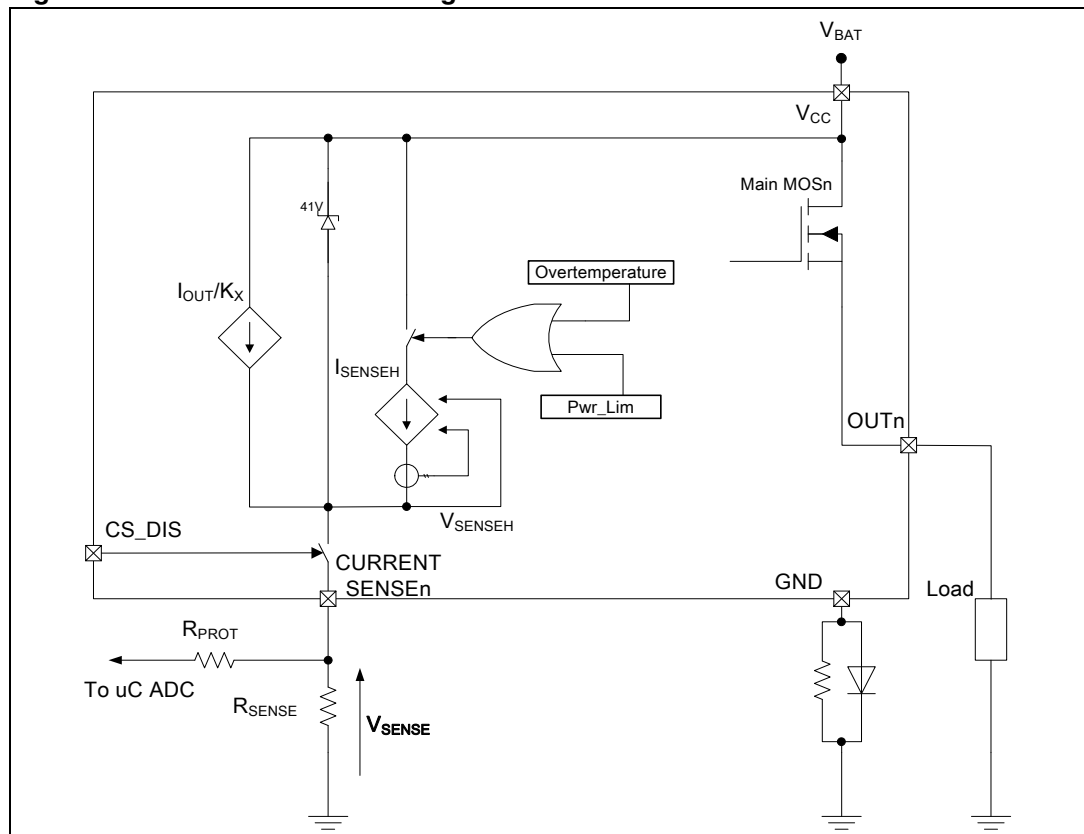 V_BAT
V_CC
Main MOSn
41V
Overtemperature
I_OUT/K_X
I_SENSEH
Pwr_Lim
OUTn
V_SENSEH
CS_DIS
CURRENT
SENSEn
GND
Load
R_PROT
To uC ADC
R_SENSE
V_SENSE